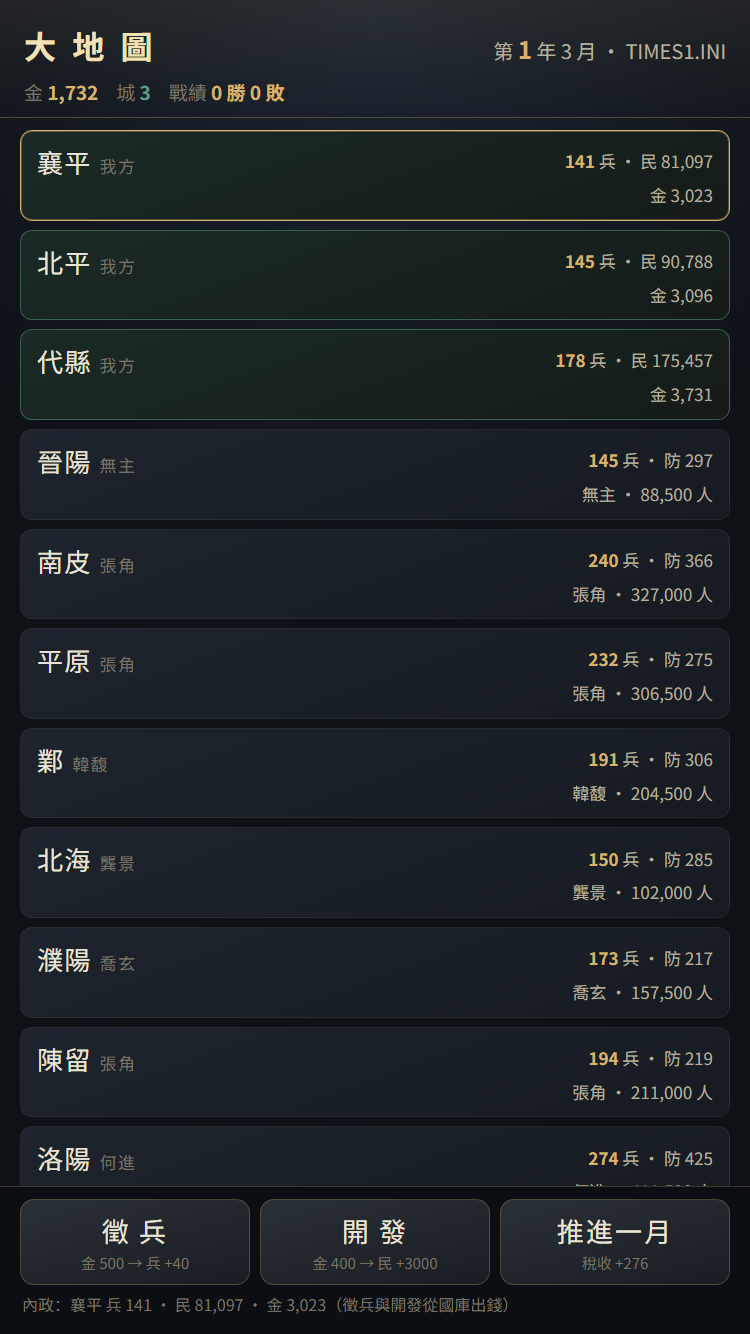 大地圖
第 1 年 3 月 · TIMES1.INI
金 1,732 城 3 戰績 0 勝 0 敗
襄平 我方
141 兵 · 民 81,097
金 3,023
北平 我方
145 兵 · 民 90,788
金 3,096
代縣 我方
178 兵 · 民 175,457
金 3,731
晉陽 無主
145 兵 · 防 297
無主 · 88,500 人
南皮 張角
240 兵 · 防 366
張角 · 327,000 人
平原 張角
232 兵 · 防 275
張角 · 306,500 人
鄴 韓馥
191 兵 · 防 306
韓馥 · 204,500 人
北海 龔景
150 兵 · 防 285
龔景 · 102,000 人
濮陽 喬玄
173 兵 · 防 217
喬玄 · 157,500 人
陳留 張角
194 兵 · 防 219
張角 · 211,000 人
洛陽 何進
274 兵 · 防 425
徵兵
金 500 → 兵 +40
開發
金 400 → 民 +3000
推進一月
稅收 +276
內政：襄平 兵 141 · 民 81,097 · 金 3,023（徵兵與開發從國庫出錢）